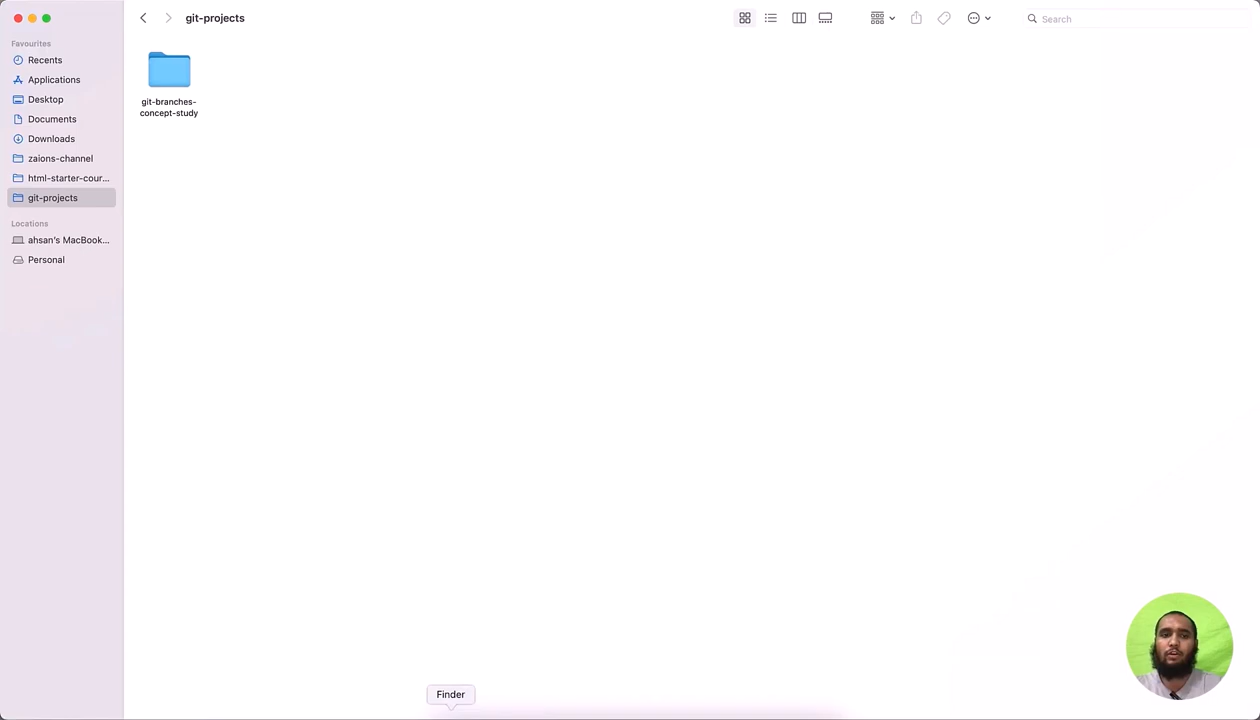 git-projects
Search
Favourites
Recents
Applications
Desktop
Documents
Downloads
zaions-channel
html-starter-cour...
git-projects
Locations
ahsan's MacBook...
Personal
git-branches-
concept-study
Finder